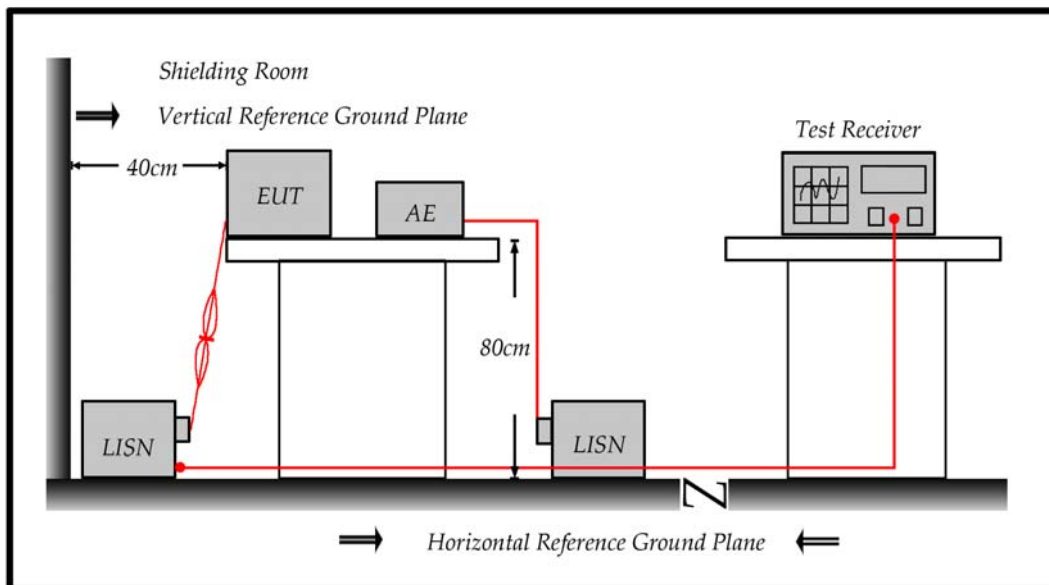 Shielding Room
Vertical Reference Ground Plane
Test Receiver
40cm
EUT
AE
80cm
LISN
LISN
Horizontal Reference Ground Plane